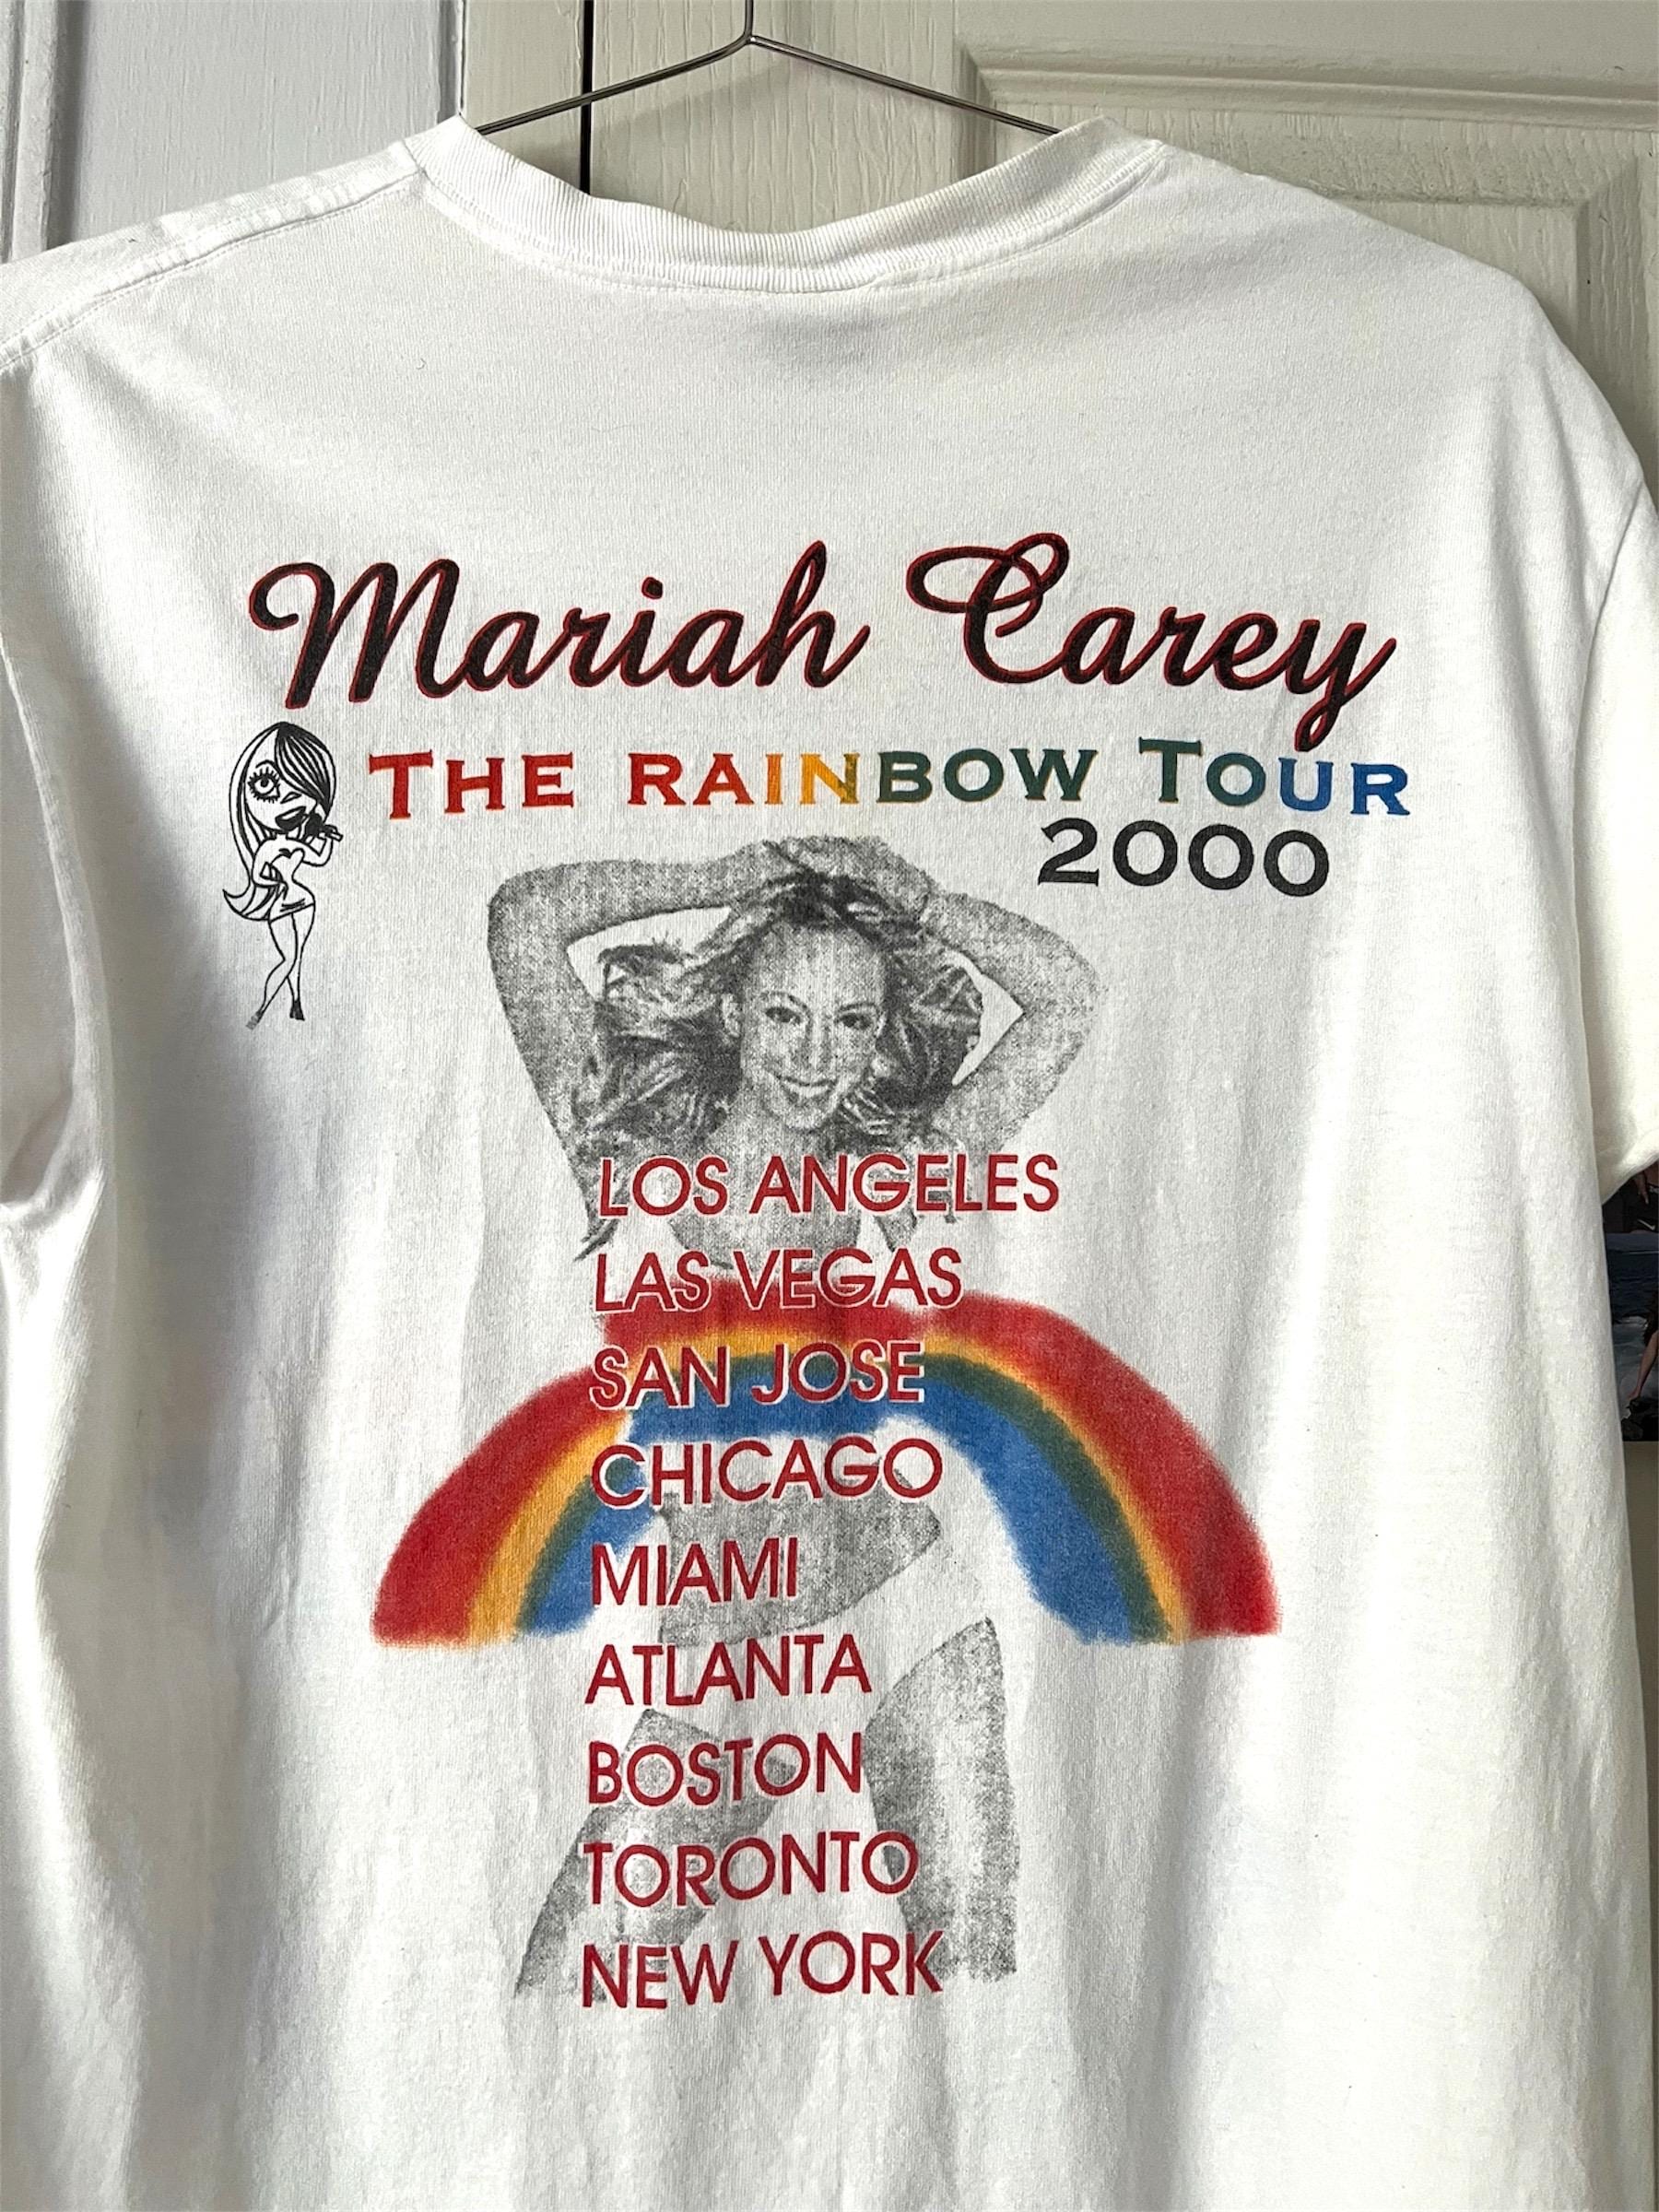 Mariah Carey
THE RAINBOW TOUR
2000
LOS ANGELES
LAS VEGAS
SAN JOSE
CHICAGO
MIAMI
ATLANTA
BOSTON
TORONTO
NEW YORK